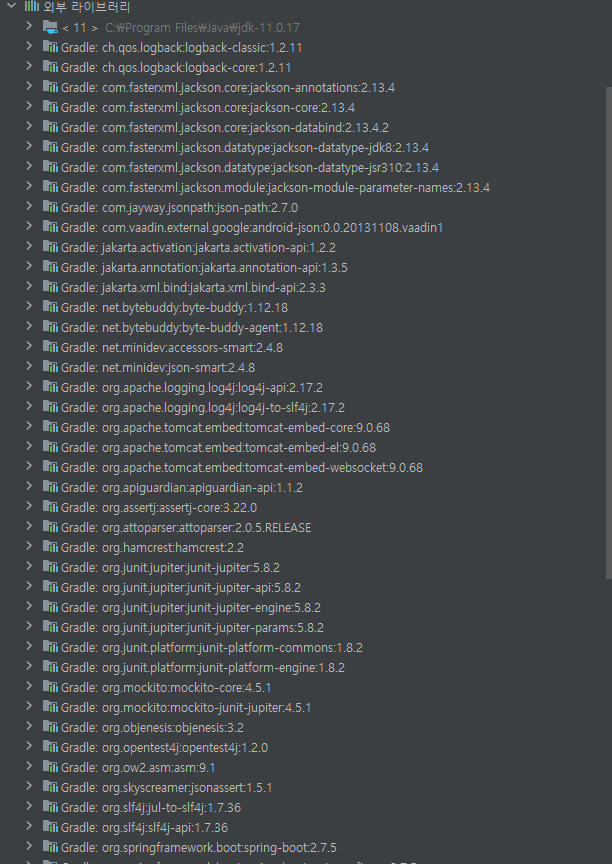 외부 라이브러리
< 11 > C:₩Program Files₩Java₩jdk-11.0.17
Gradle: ch.qos.logback:logback-classic:1.2.11
Gradle: ch.qos.logback:logback-core:1.2.11
Gradle: com.fasterxml.jackson.core:jackson-annotations:2.13.4
Gradle: com.fasterxml.jackson.core:jackson-core:2.13.4
Gradle: com.fasterxml.jackson.core:jackson-databind:2.13.4.2
Gradle: com.fasterxml.jackson.datatype:jackson-datatype-jdk8:2.13.4
Gradle: com.fasterxml.jackson.datatype:jackson-datatype-jsr310:2.13.4
Gradle: com.fasterxml.jackson.module:jackson-module-parameter-names:2.13.4
Gradle: com.jayway.jsonpath:json-path:2.7.0
Gradle: com.vaadin.external.google:android-json:0.0.20131108.vaadin1
Gradle: jakarta.activation:jakarta.activation-api:1.2.2
Gradle: jakarta.annotation:jakarta.annotation-api:1.3.5
Gradle: jakarta.xml.bind:jakarta.xml.bind-api:2.3.3
Gradle: net.bytebuddy:byte-buddy:1.12.18
Gradle: net.bytebuddy:byte-buddy-agent:1.12.18
Gradle: net.minidev:accessors-smart:2.4.8
Gradle: net.minidev:json-smart:2.4.8
Gradle: org.apache.logging.log4j:log4j-api:2.17.2
Gradle: org.apache.logging.log4j:log4j-to-slf4j:2.17.2
Gradle: org.apache.tomcat.embed:tomcat-embed-core:9.0.68
Gradle: org.apache.tomcat.embed:tomcat-embed-el:9.0.68
Gradle: org.apache.tomcat.embed:tomcat-embed-websocket:9.0.68
Gradle: org.apiguardian:apiguardian-api:1.1.2
Gradle: org.assertj:assertj-core:3.22.0
Gradle: org.attoparser:attoparser:2.0.5.RELEASE
Gradle: org.hamcrest:hamcrest:2.2
Gradle: org.junit.jupiter:junit-jupiter:5.8.2
Gradle: org.junit.jupiter:junit-jupiter-api:5.8.2
Gradle: org.junit.jupiter:junit-jupiter-engine:5.8.2
Gradle: org.junit.jupiter:junit-jupiter-params:5.8.2
Gradle: org.junit.platform:junit-platform-commons:1.8.2
Gradle: org.junit.platform:junit-platform-engine:1.8.2
Gradle: org.mockito:mockito-core:4.5.1
Gradle: org.mockito:mockito-junit-jupiter:4.5.1
Gradle: org.objenesis:objenesis:3.2
Gradle: org.opentest4j:opentest4j:1.2.0
Gradle: org.ow2.asm:asm:9.1
Gradle: org.skyscreamer:jsonassert:1.5.1
Gradle: org.slf4j:jul-to-slf4j:1.7.36
Gradle: org.slf4j:slf4j-api:1.7.36
Gradle: org.springframework.boot:spring-boot:2.7.5